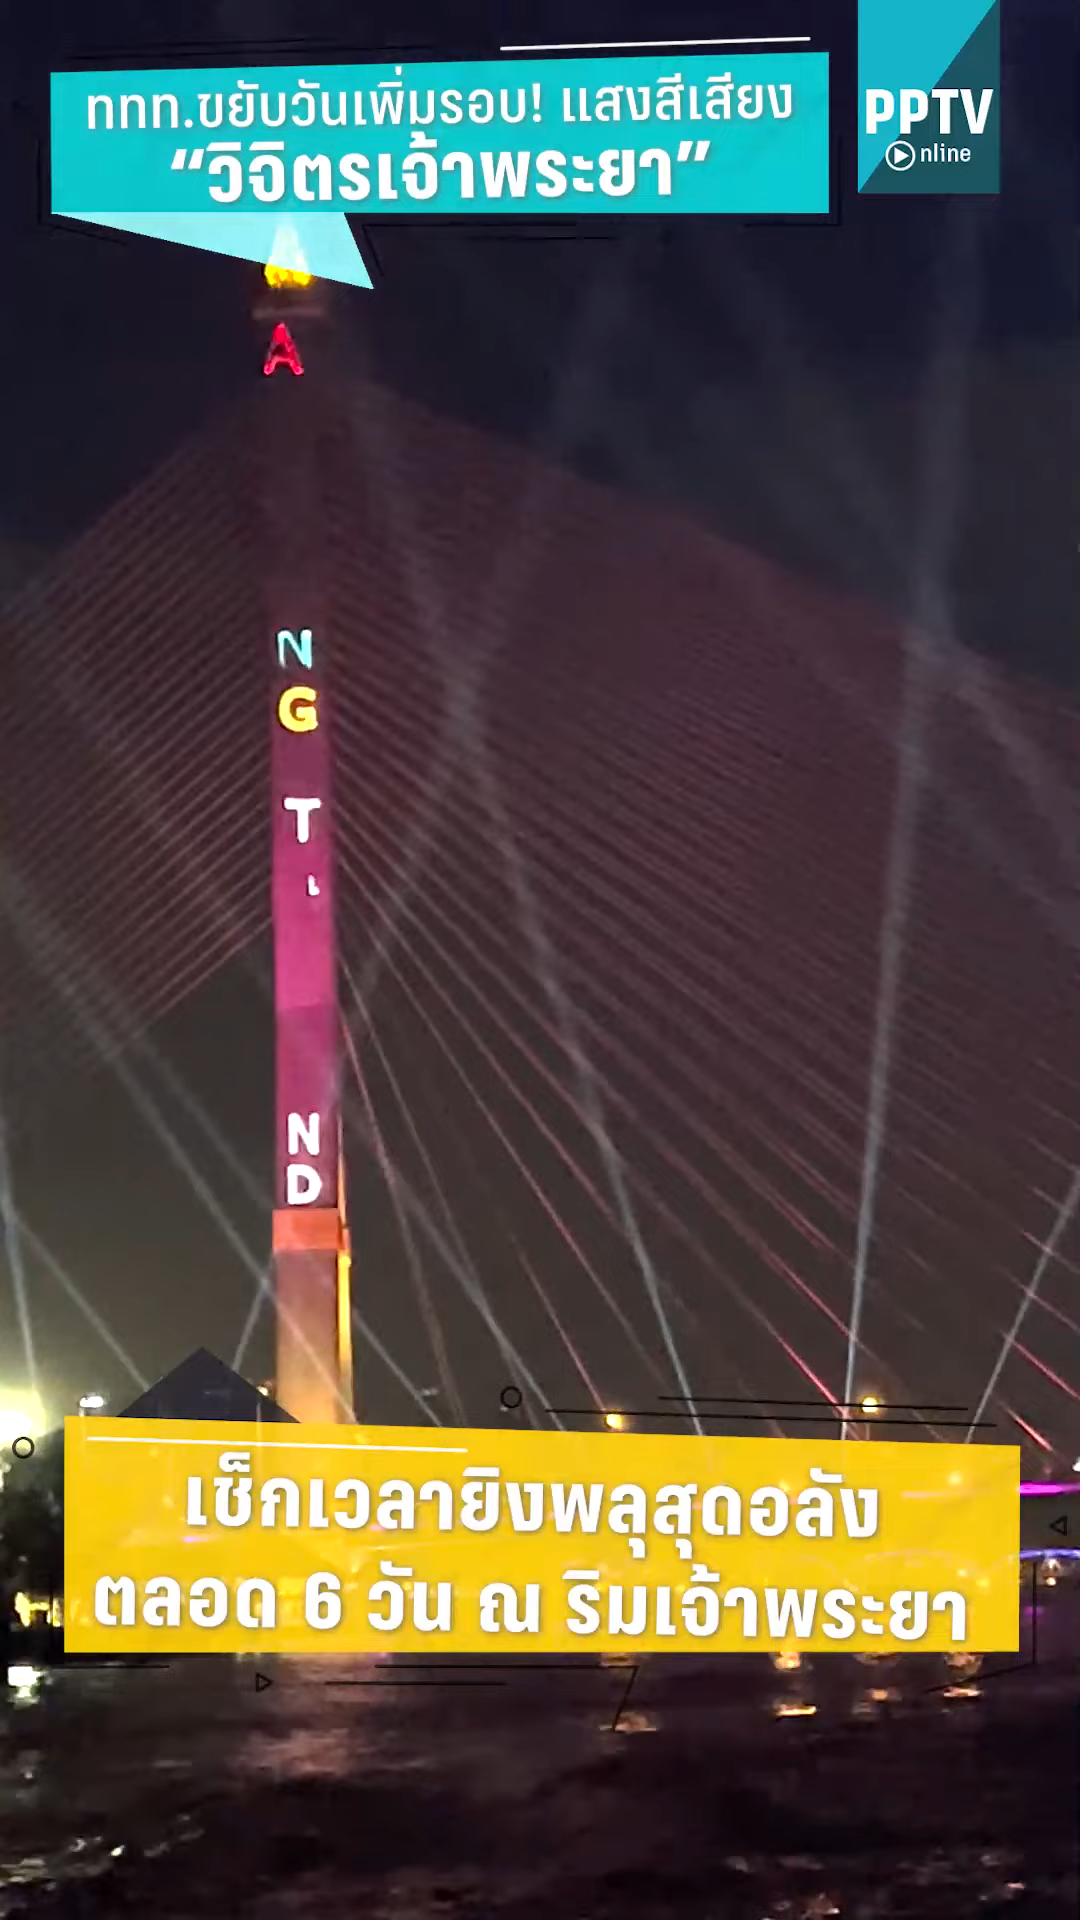 ททท.ขยับวันเพิ่มรอบ! แสงสีเสียง
“วิจิตรเจ้าพระยา”
PPTV
nline
A
N
G
T
N
D
เช็กเวลายิงพลุสุดอลัง
ตลอด 6 วัน ณ ริมเจ้าพระยา